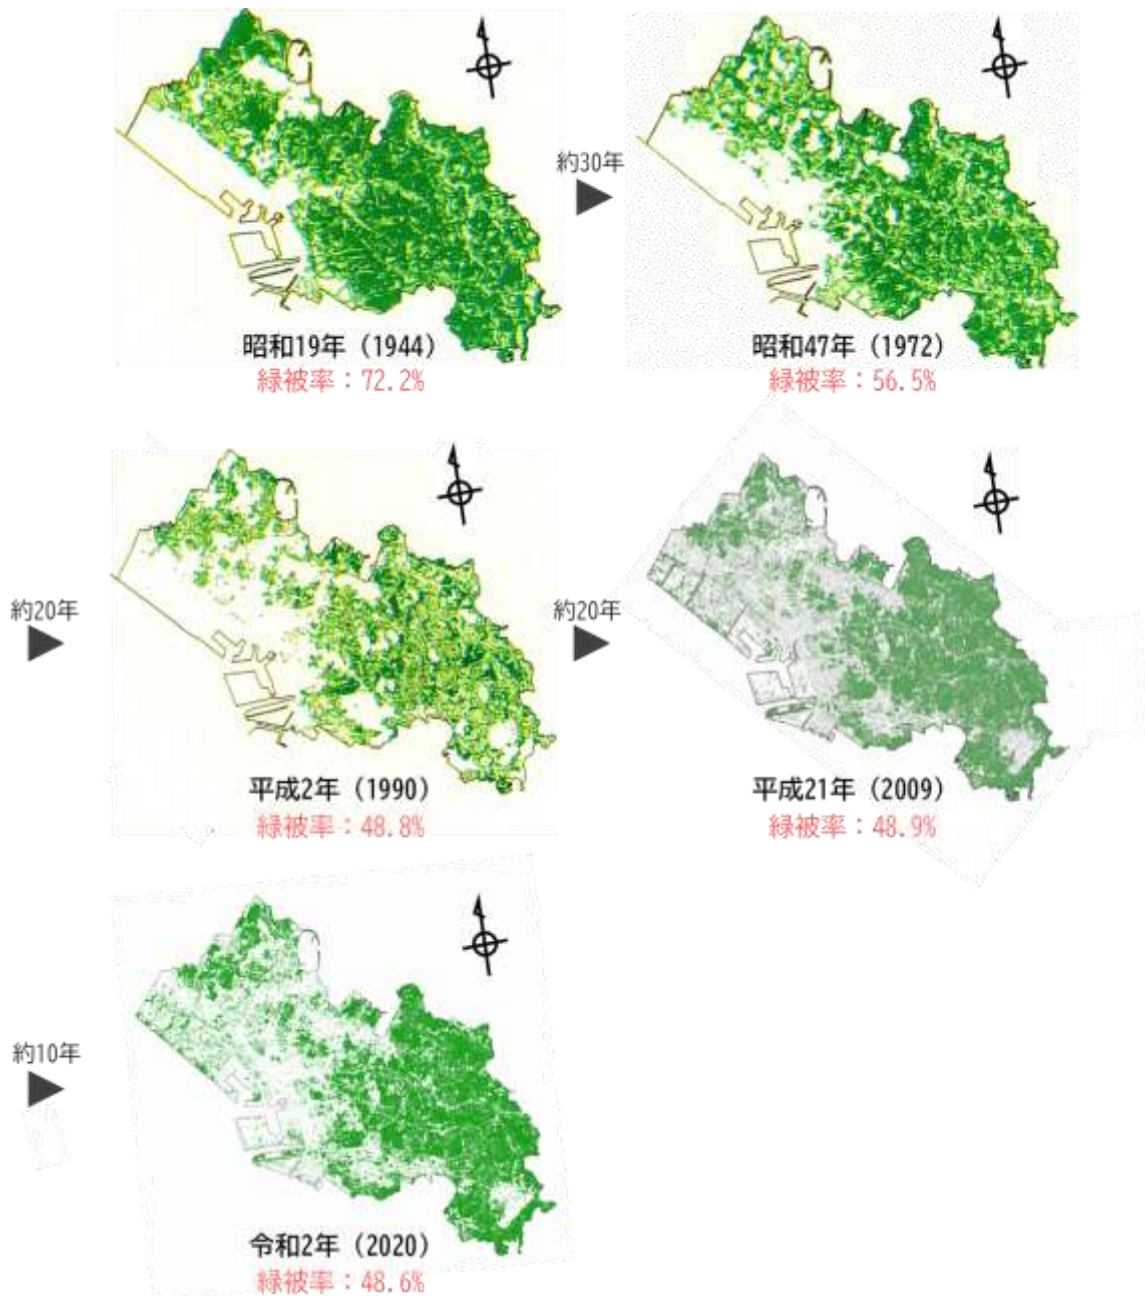 約30年
昭和19年（1944）
緑被率：72.2%
昭和47年（1972）
緑被率：56.5%
約20年
平成2年（1990）
緑被率：48.8%
約20年
平成21年（2009）
緑被率：48.9%
約10年
令和2年（2020）
緑被率：48.6%